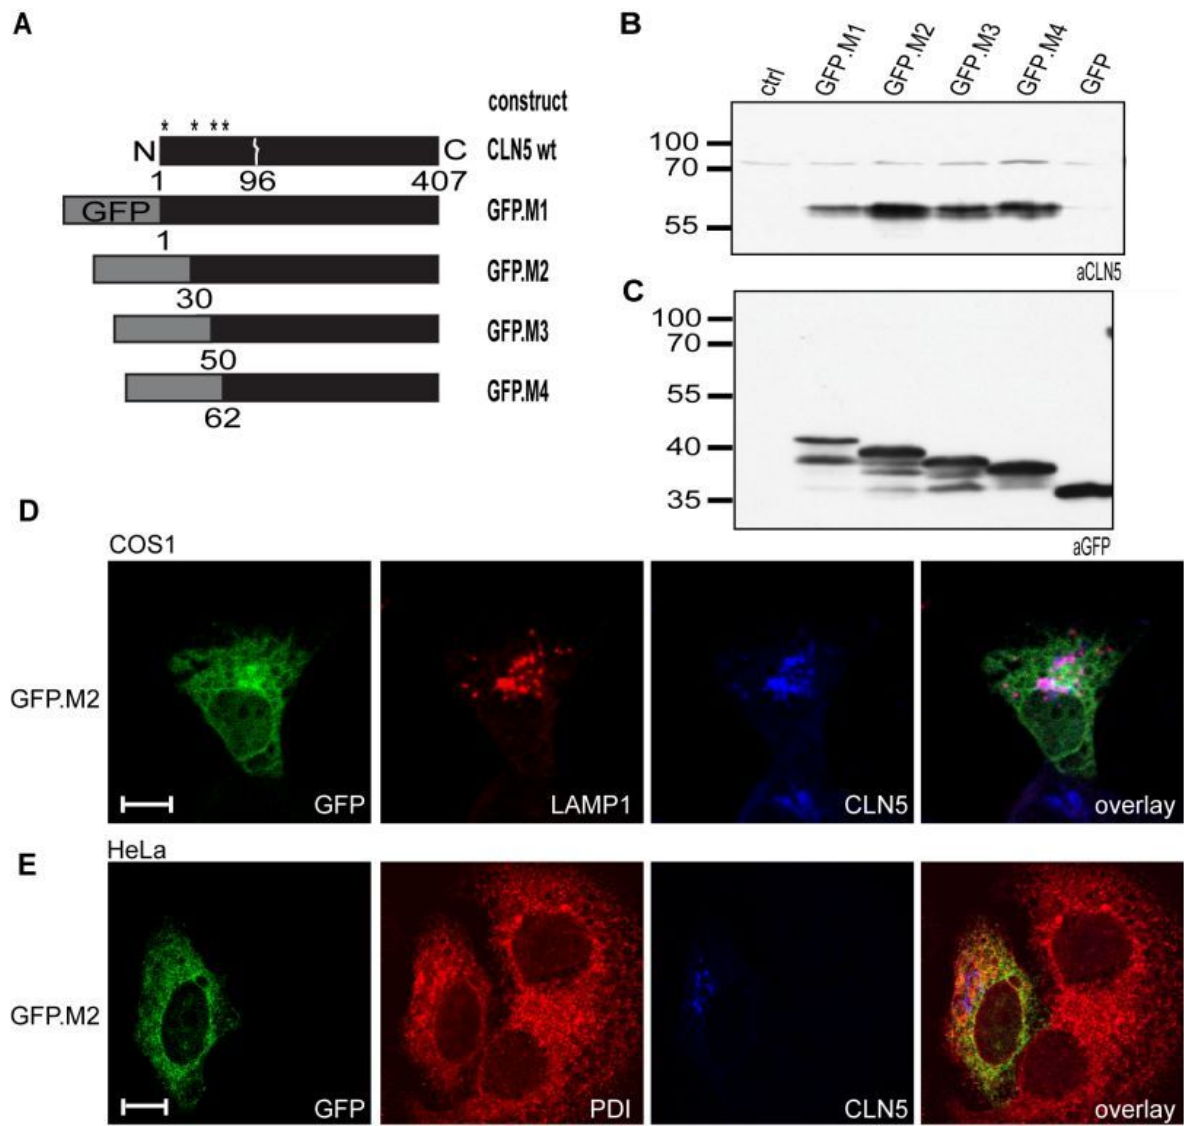 A
construct
* * **
N C CLN5 wt
1 96 407
GFP GFP.M1
1
GFP.M2
30
GFP.M3
50
GFP.M4
62
B
ctrl GFP.M1 GFP.M2 GFP.M3 GFP.M4 GFP
100
70
55
aCLN5
C
100
70
55
40
35
aGFP
D
COS1
GFP.M2
GFP LAMP1 CLN5 overlay
E
HeLa
GFP.M2
GFP PDI CLN5 overlay